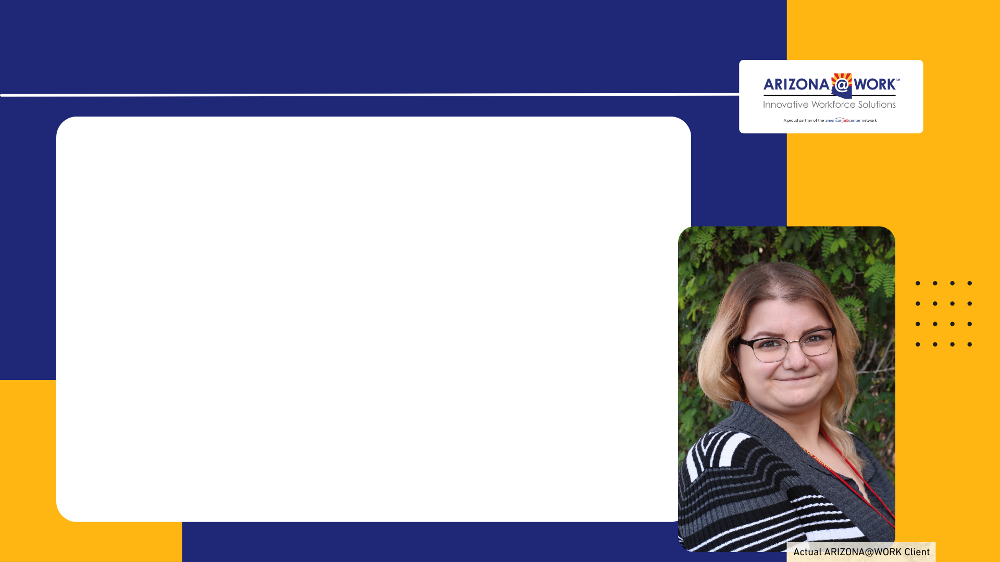 ARIZONA@WORK™
Innovative Workforce Solutions
A proud partner of the americanjobcenter network
Actual ARIZONA@WORK Client